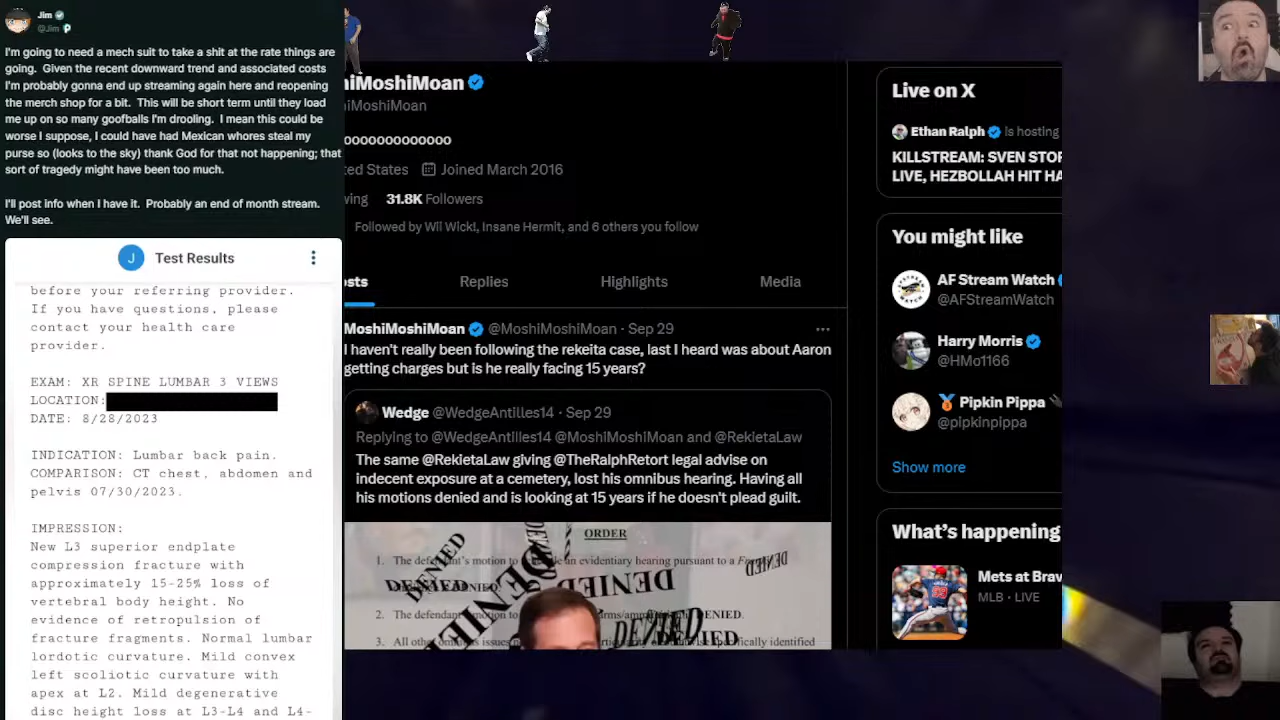 Jim
@Jim
I'm going to need a mech suit to take a shit at the rate things are
going. Given the recent downward trend and associated costs
I'm probably gonna end up streaming again here and reopening
the merch shop for a bit. This will be short term until they load
me up on so many goofballs I'm drooling. I mean this could be
worse I suppose, I could have had Mexican whores steal my
purse so (looks to the sky) thank God for that not happening; that
sort of tragedy might have been too much.
I'll post info when I have it. Probably an end of month stream.
We'll see.
J Test Results
before your referring provider.
If you have questions, please
contact your health care
provider.
EXAM: XR SPINE LUMBAR 3 VIEWS
LOCATION:
DATE: 8/28/2023
INDICATION: Lumbar back pain.
COMPARISON: CT chest, abdomen and
pelvis 07/30/2023.
IMPRESSION:
New L3 superior endplate
compression fracture with
approximately 15-25% loss of
vertebral body height. No
evidence of retropulsion of
fracture fragments. Normal lumbar
lordotic curvature. Mild convex
left scoliotic curvature with
apex at L2. Mild degenerative
disc height loss at L3-L4 and L4-
hiMoshiMoan
iMoshiMoan
oooooooooooooo
ted States Joined March 2016
wing 31.8K Followers
Followed by Wil Wickl, Insane Hermit, and 6 others you follow
sts Replies Highlights Media
MoshiMoshiMoan @MoshiMoshiMoan · Sep 29
I haven't really been following the rekeita case, last I heard was about Aaron
getting charges but is he really facing 15 years?
Wedge @WedgeAntilles14 · Sep 29
Replying to @WedgeAntilles14 @MoshiMoshiMoan and @RekietaLaw
The same @RekietaLaw giving @TheRalphRetort legal advise on
indecent exposure at a cemetery, lost his omnibus hearing. Having all
his motions denied and is looking at 15 years if he doesn't plead guilt.
ORDER
1. The defendant's motion to an evidentiary hearing pursuant to a
DENIED
DENIED
DENIED
DENIED
2. The defendant motion to DENIED.
DENIED
3. All other issues
Live on X
Ethan Ralph Is hosting
KILLSTREAM: SVEN STOP
LIVE, HEZBOLLAH HIT HA
You might like
AF Stream Watch
@AFStreamWatch
Harry Morris
@HMo1166
Pipkin Pippa
@pipkinpippa
Show more
What's happening
Mets at Brav
MLB · LIVE